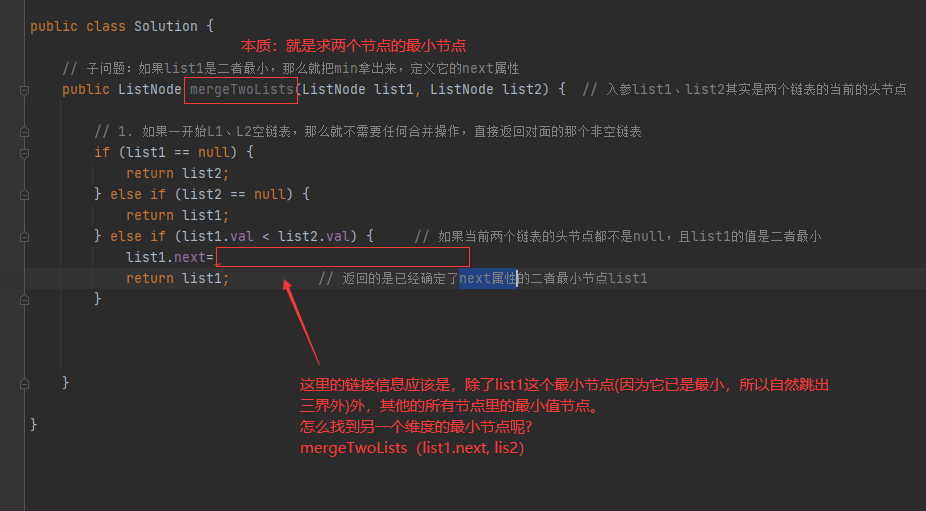 public class Solution {
本质：就是求两个节点的最小节点
// 子问题：如果list1是二者最小，那么就把min拿出来，定义它的next属性
public ListNode mergeTwoLists(ListNode list1, ListNode list2) {  // 入参list1、list2其实是两个链表的当前的头节点
// 1. 如果一开始L1、L2空链表，那么就不需要任何合并操作，直接返回对面的那个非空链表
if (list1 == null) {
return list2;
} else if (list2 == null) {
return list1;
} else if (list1.val < list2.val) {     // 如果当前两个链表的头节点都不是null，且list1的值是二者最小
list1.next=
return list1;           // 返回的是已经确定了next属性的二者最小节点list1
}
这里的链接信息应该是，除了list1这个最小节点(因为它已是最小，所以自然跳出
三界外)外，其他的所有节点里的最小值节点。
怎么找到另一个维度的最小节点呢?
mergeTwoLists（list1.next, lis2）
}
}